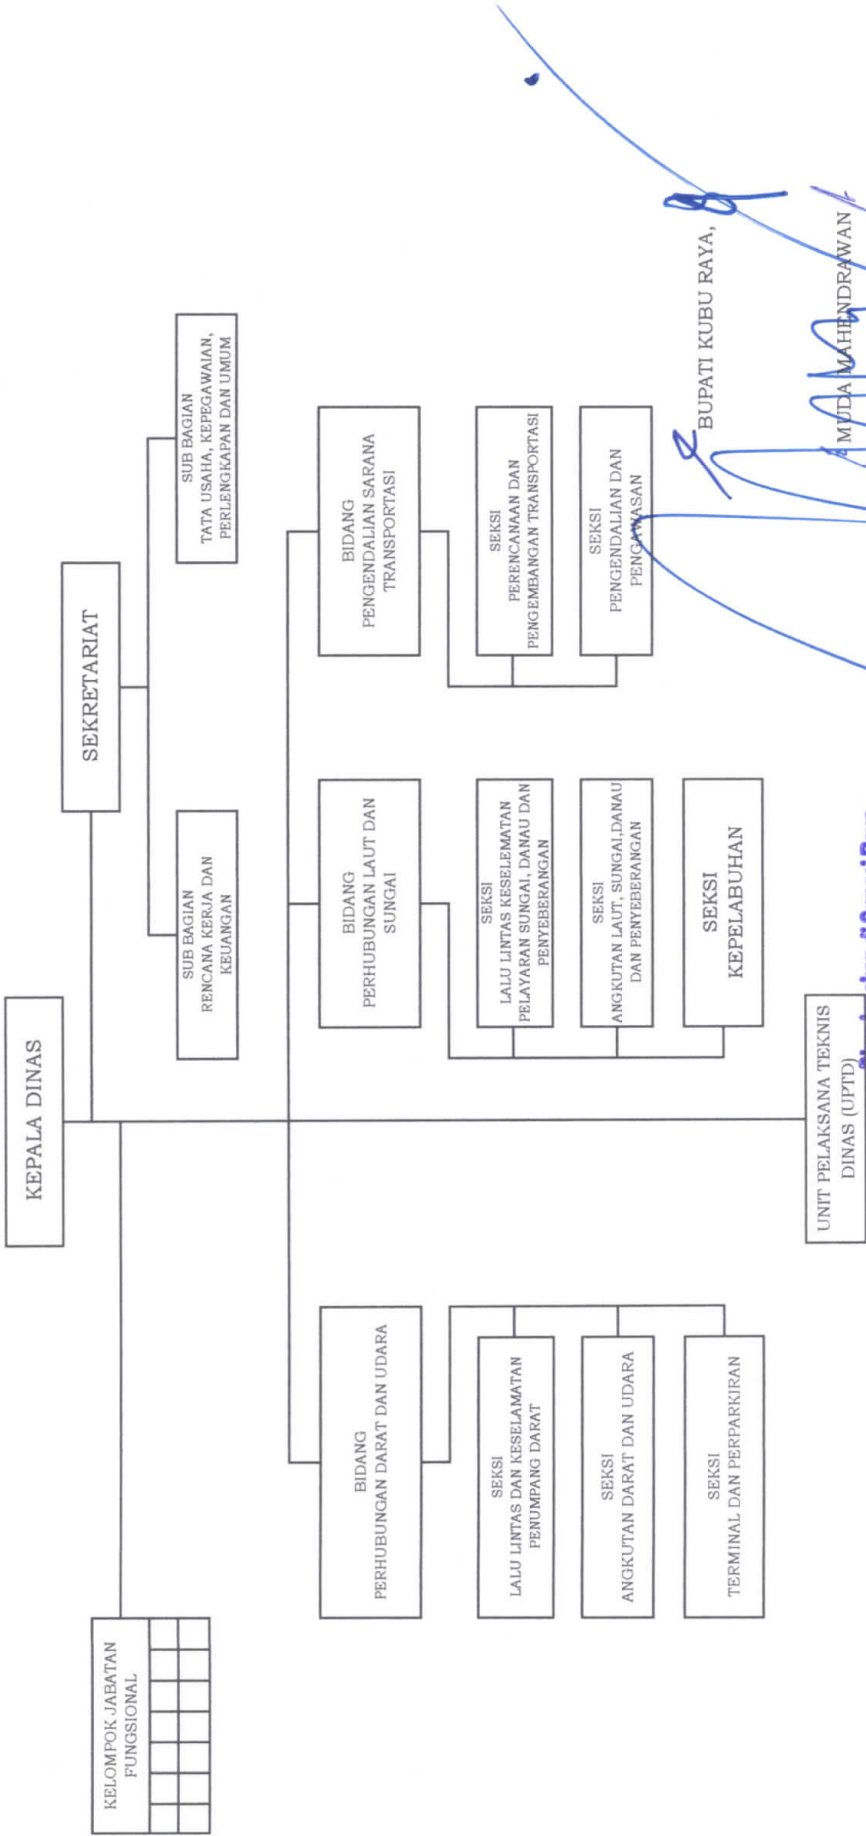 KEPALA DINAS
KELOMPOK JABATAN
FUNGSIONAL
SEKRETARIAT
SUB BAGIAN
RENCANA KERJA DAN
KEUANGAN
SUB BAGIAN
TATA USAHA, KEPEGAWAIAN,
PERLENGKAPAN DAN UMUM
BIDANG
PERHUBUNGAN DARAT DAN UDARA
SEKSI
LALU LINTAS DAN KESELAMATAN
PENUMPANG DARAT
SEKSI
ANGKUTAN DARAT DAN UDARA
SEKSI
TERMINAL DAN PERPARKIRAN
BIDANG
PERHUBUNGAN LAUT DAN
SUNGAI
SEKSI
LALU LINTAS KESELEMATAN
PELAYARAN SUNGAI, DANAU DAN
PENYEBERANGAN
SEKSI
ANGKUTAN LAUT, SUNGAI,DANAU
DAN PENYEBERANGAN
SEKSI
KEPELABUHAN
BIDANG
PENGENDALIAN SARANA
TRANSPORTASI
SEKSI
PERENCANAAN DAN
PENGEMBANGAN TRANSPORTASI
SEKSI
PENGENDALIAN DAN
PENGAWASAN
UNIT PELAKSANA TEKNIS
DINAS (UPTD)
BUPATI KUBU RAYA,
MUDA MAHENDRAWAN